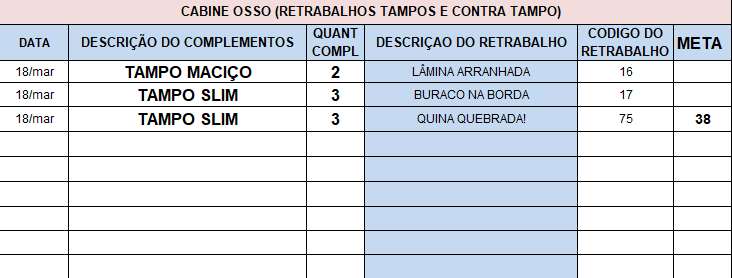 CABINE OSSO (RETRABALHOS TAMPOS E CONTRA TAMPO)
DATA DESCRIÇÃO DO COMPLEMENTOS QUANT COMPL DESCRIÇAO DO RETRABALHO CODIGO DO RETRABALHO META
18/mar TAMPO MACIÇO 2 LÂMINA ARRANHADA 16
18/mar TAMPO SLIM 3 BURACO NA BORDA 17
18/mar TAMPO SLIM 3 QUINA QUEBRADA! 75 38